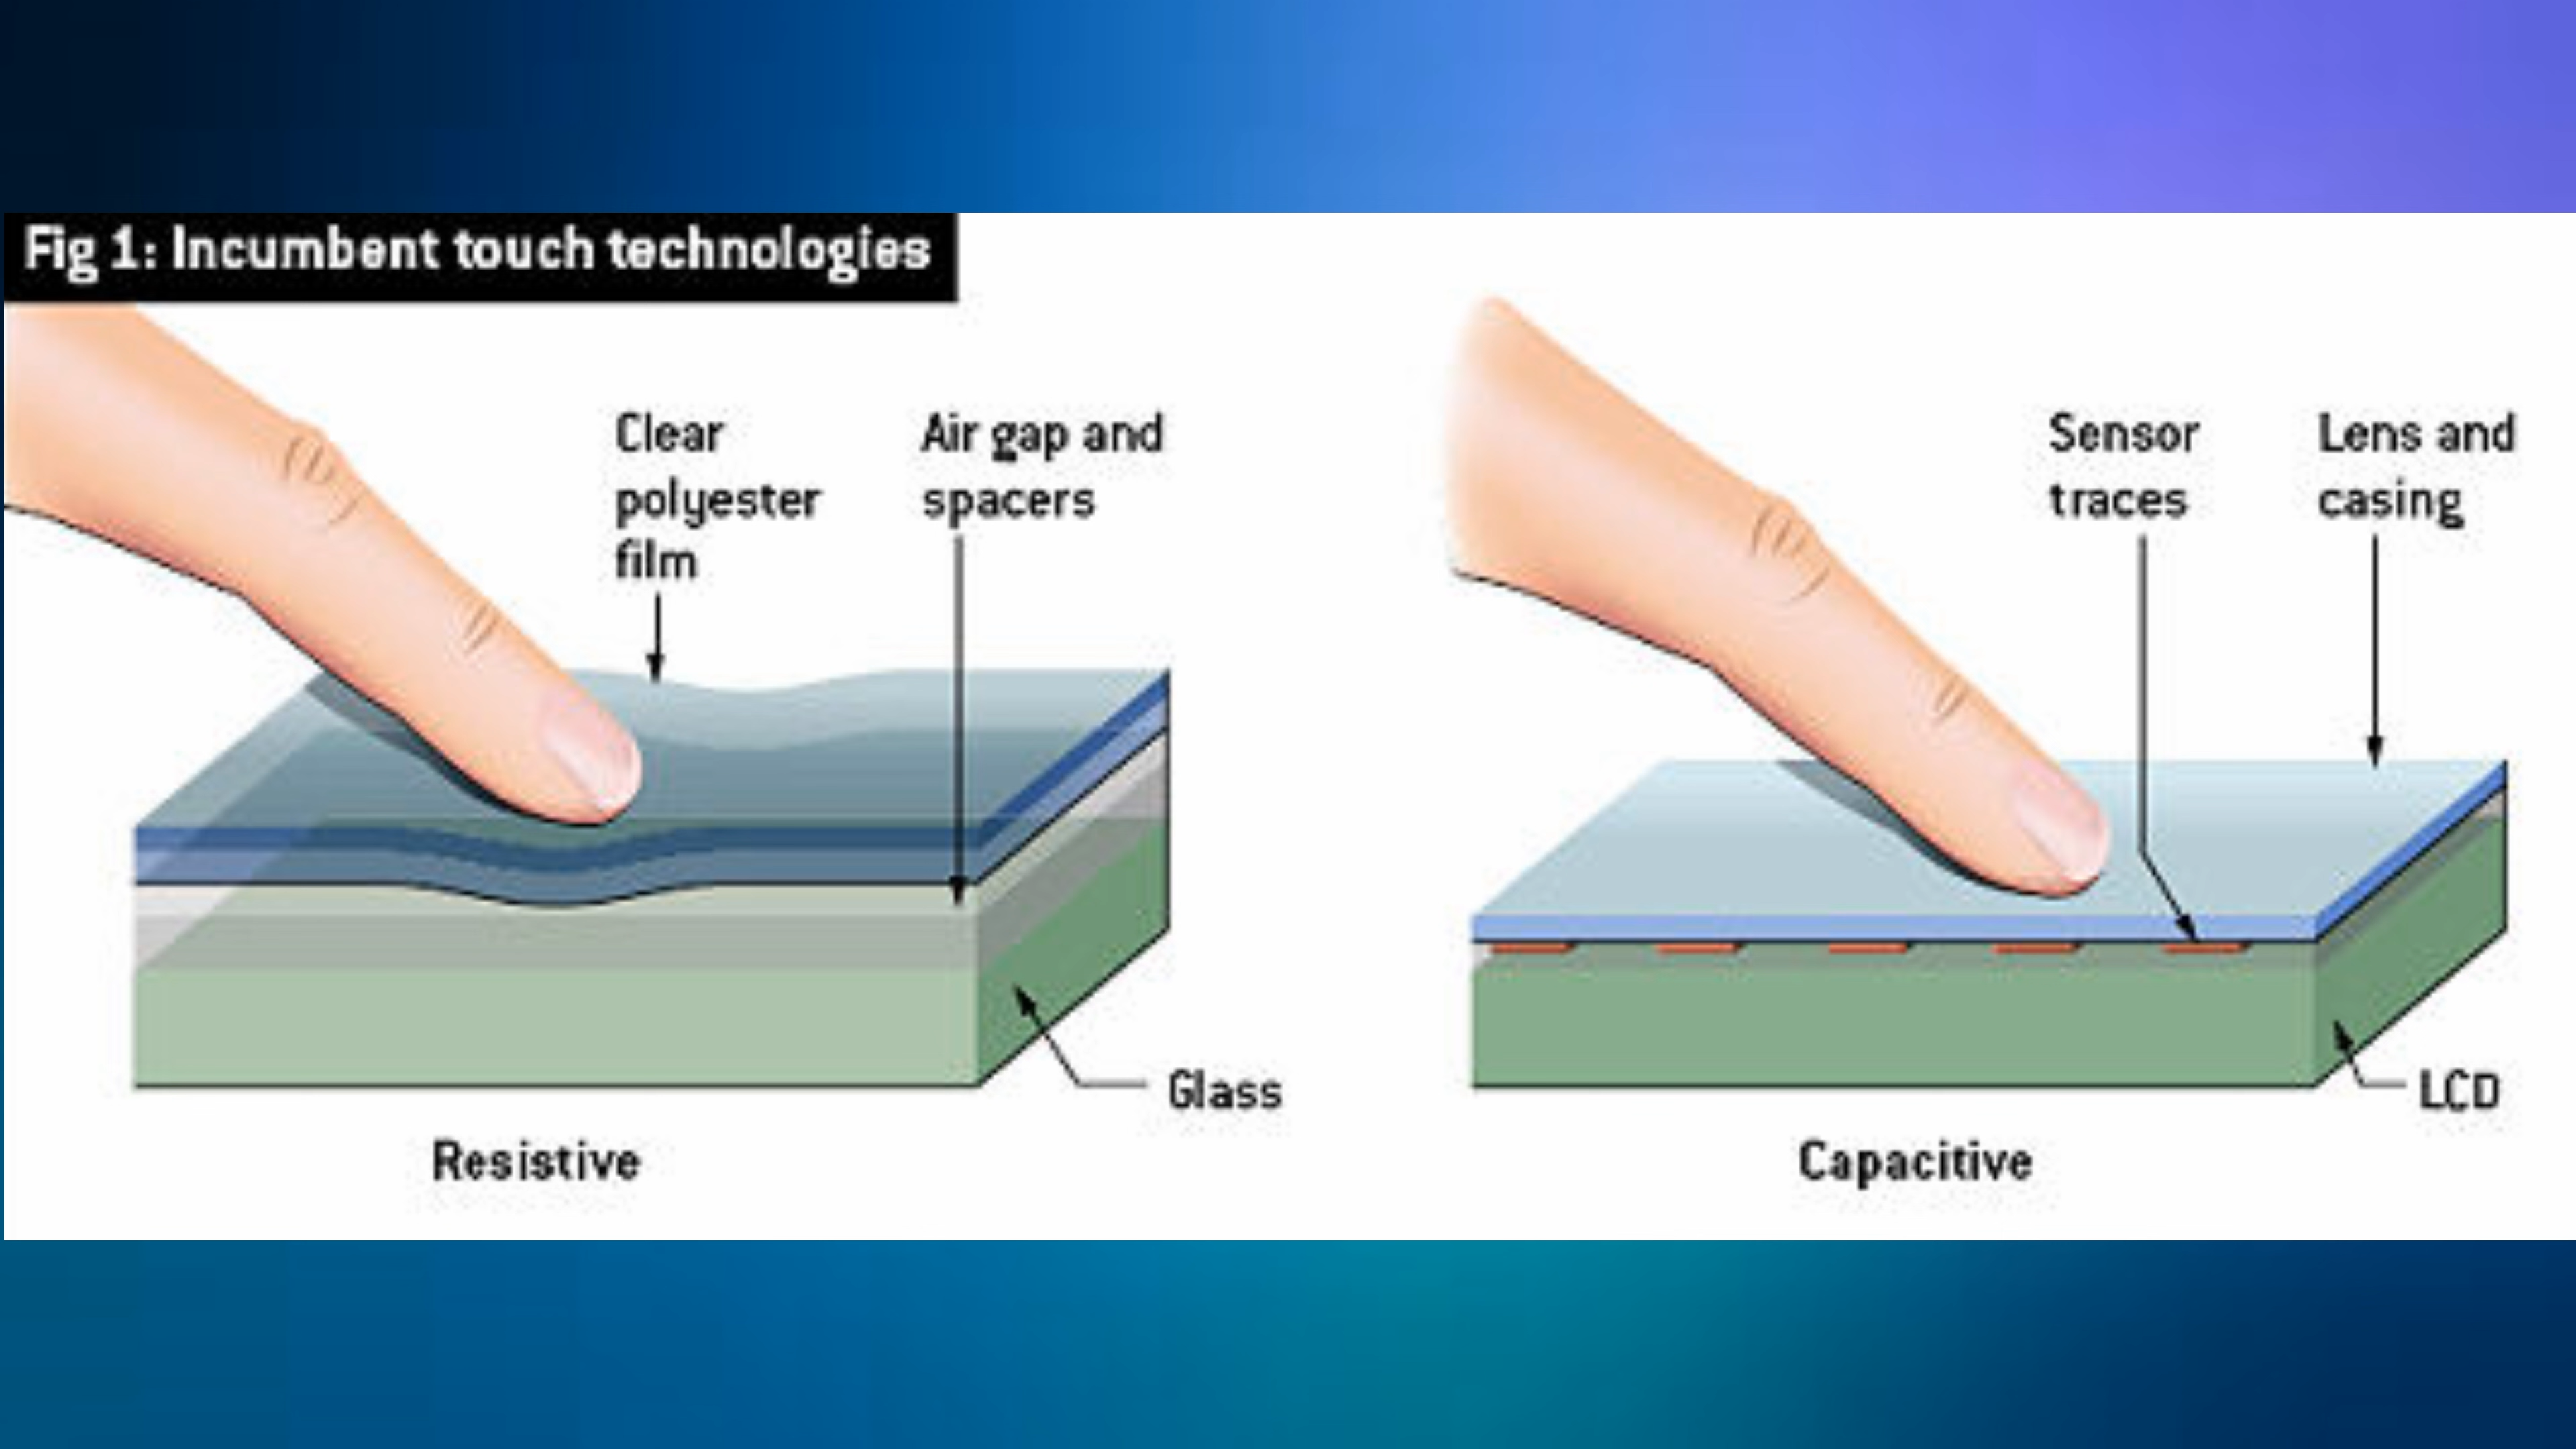 Fig 1: Incumbent touch technologies
Clear
polyester
film
Air gap and
spacers
Glass
Resistive
Sensor
traces
Lens and
casing
LCD
Capacitive